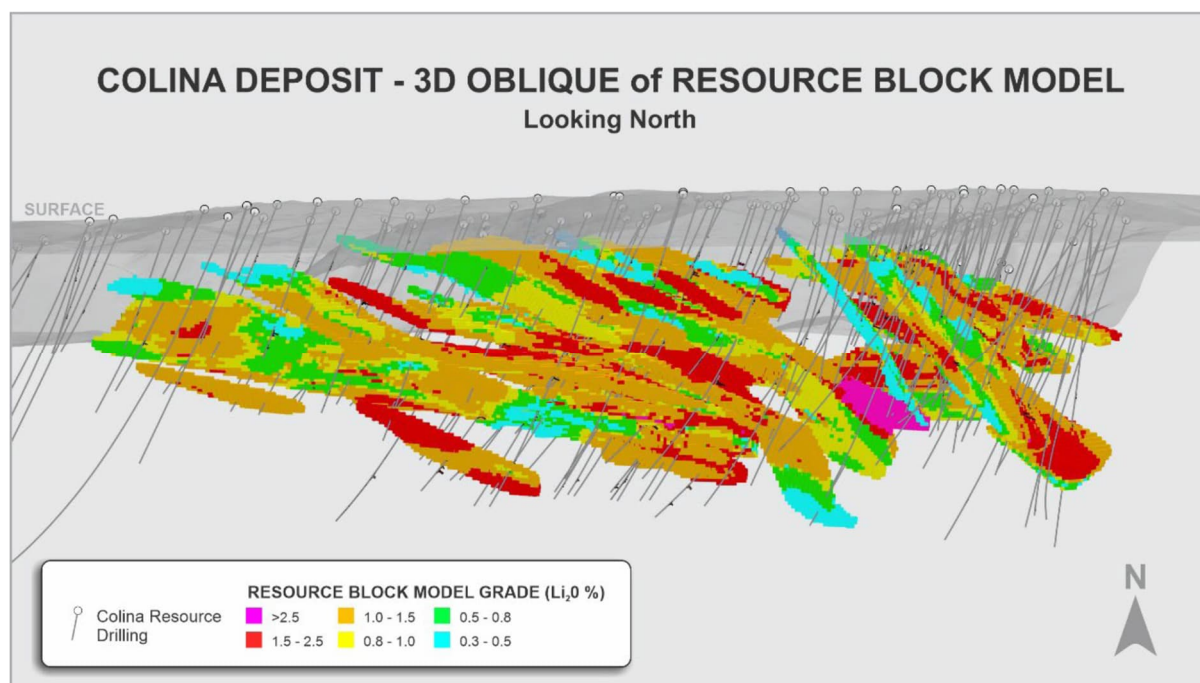 COLINA DEPOSIT - 3D OBLIQUE of RESOURCE BLOCK MODEL
Looking North
SURFACE
RESOURCE BLOCK MODEL GRADE (Li₂0 %)
Colina Resource
Drilling
>2.5
1.0 - 1.5
0.5 - 0.8
1.5 - 2.5
0.8 - 1.0
0.3 - 0.5
N